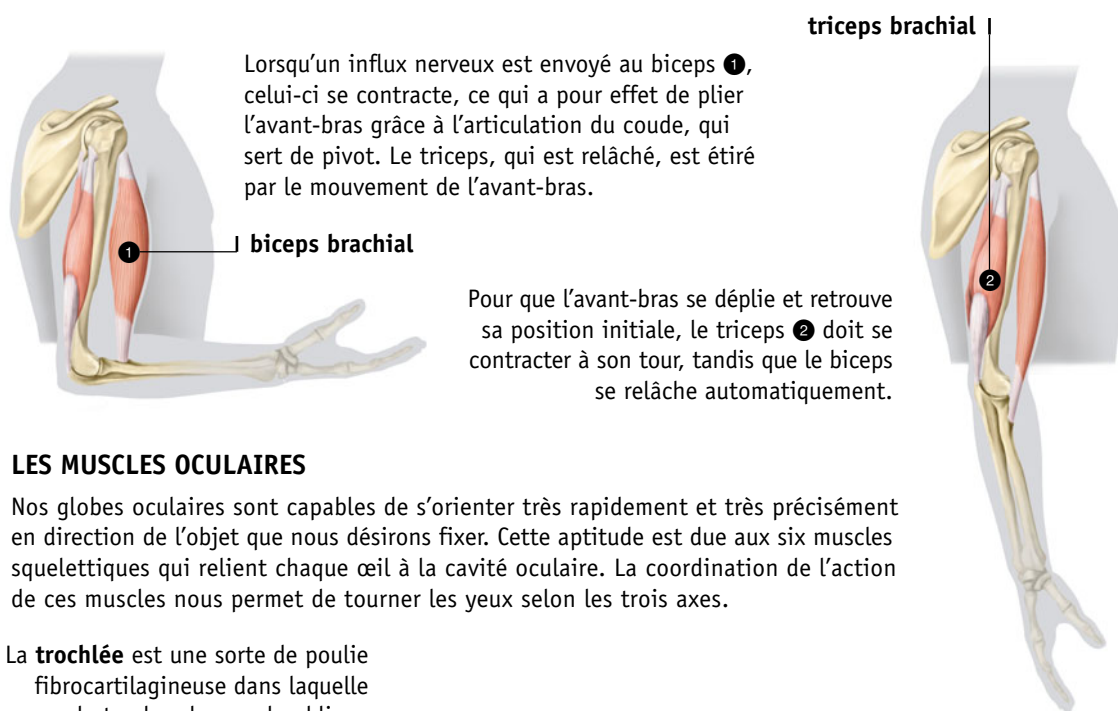 triceps brachial
Lorsqu’un influx nerveux est envoyé au biceps 1,
celui-ci se contracte, ce qui a pour effet de plier
l’avant-bras grâce à l’articulation du coude, qui
sert de pivot. Le triceps, qui est relâché, est étiré
par le mouvement de l’avant-bras.
1
biceps brachial
2
Pour que l’avant-bras se déplie et retrouve
sa position initiale, le triceps 2 doit se
contracter à son tour, tandis que le biceps
se relâche automatiquement.
LES MUSCLES OCULAIRES
Nos globes oculaires sont capables de s’orienter très rapidement et très précisément
en direction de l’objet que nous désirons fixer. Cette aptitude est due aux six muscles
squelettiques qui relient chaque œil à la cavité oculaire. La coordination de l’action
de ces muscles nous permet de tourner les yeux selon les trois axes.
La trochlée est une sorte de poulie
fibrocartilagineuse dans laquelle